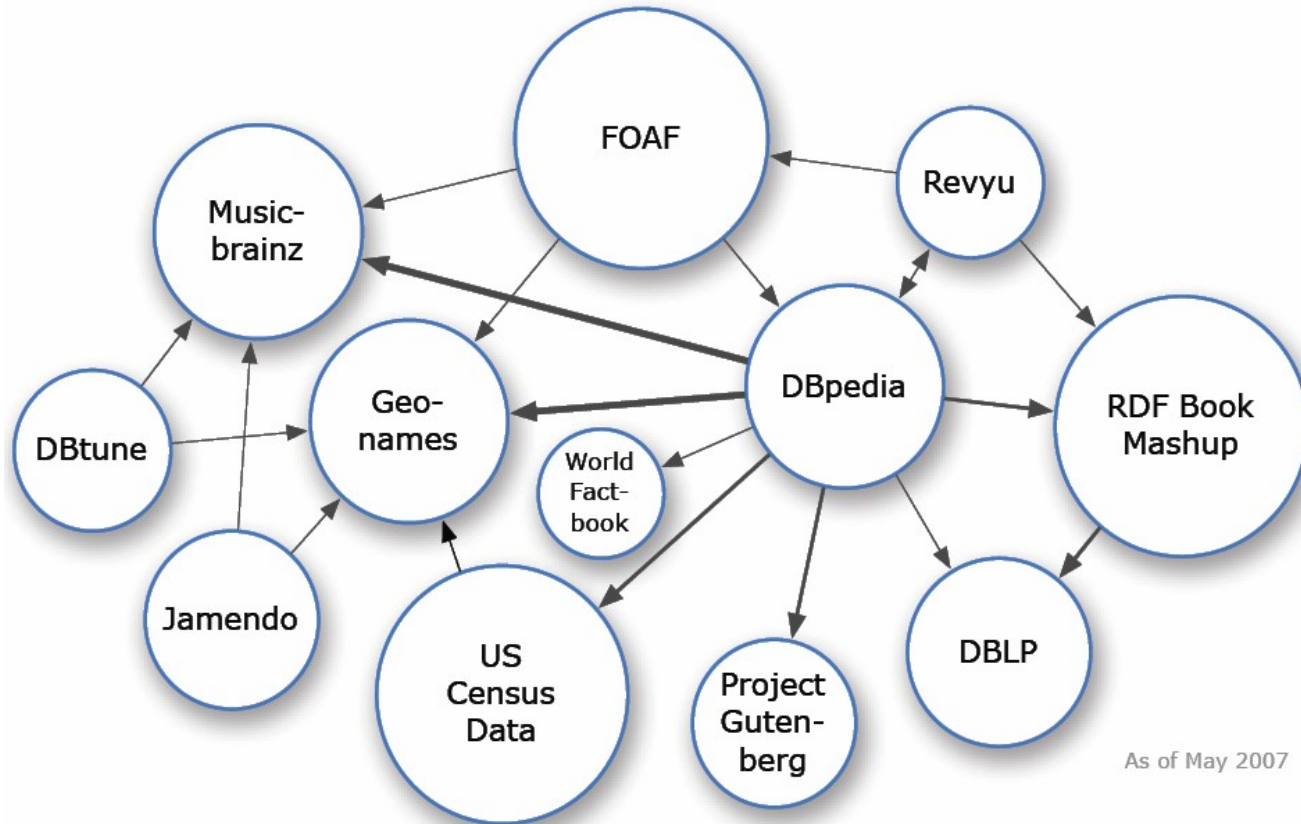 FOAF
Revyu
Music-
brainz
DBpedia
Geo-
names
RDF Book
Mashup
DBtune
World
Fact-
book
Jamendo
US
Census
Data
Project
Guten-
berg
DBLP
As of May 2007